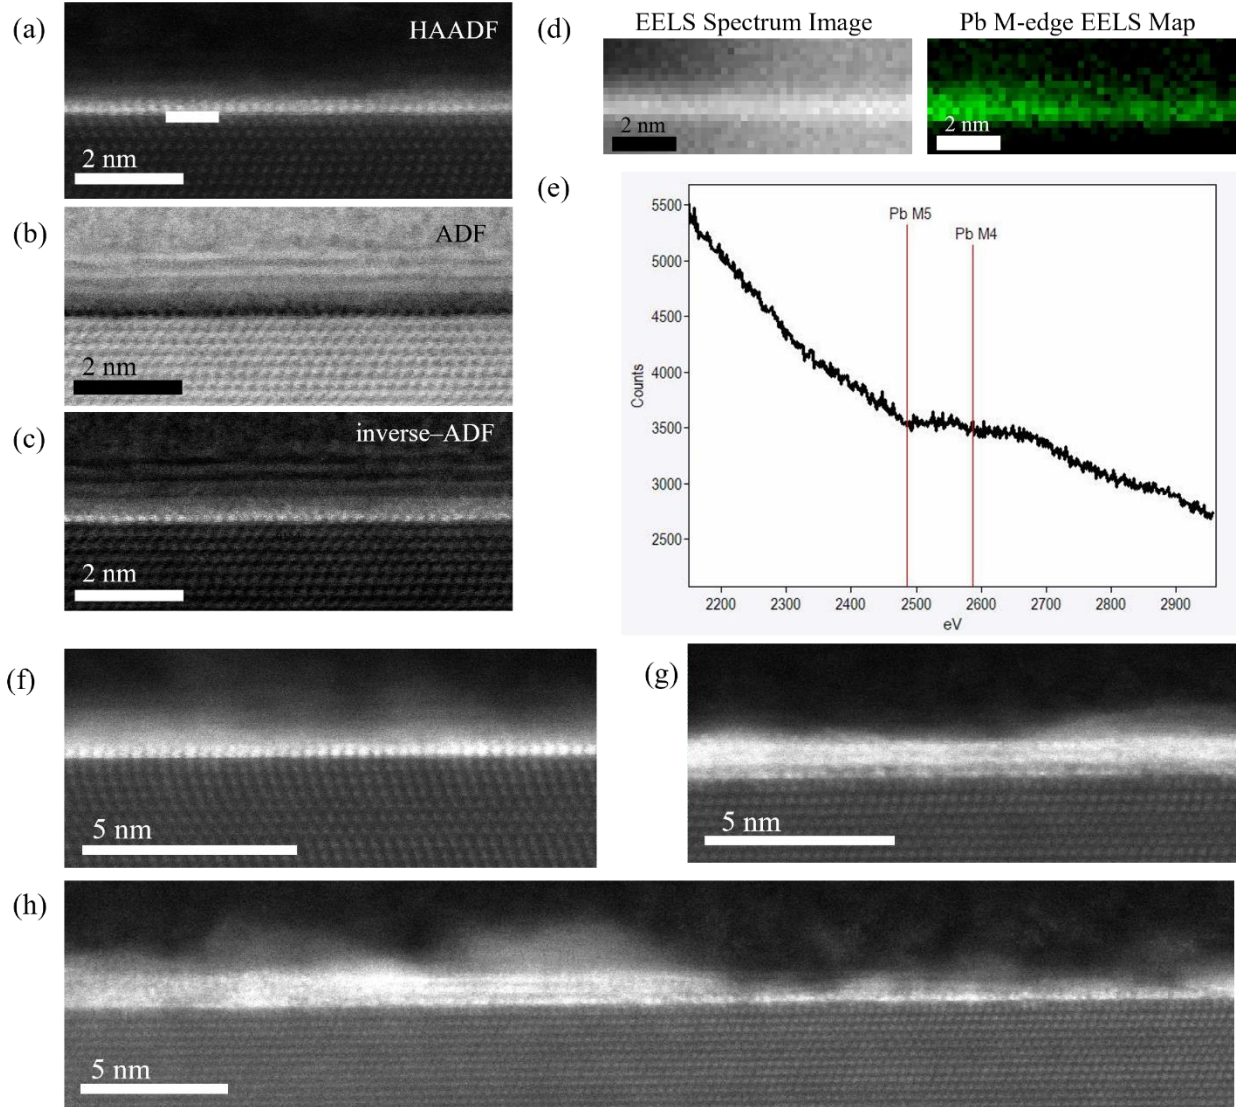 (a)
HAADF
2 nm
(b)
ADF
2 nm
(c)
inverse–ADF
2 nm
(d)
EELS Spectrum Image
Pb M-edge EELS Map
2 nm
2 nm
(e)
Pb M5
Pb M4
5500
5000
4500
4000
3500
3000
2500
Counts
2200 2300 2400 2500 2600 2700 2800 2900
eV
(f)
5 nm
(g)
5 nm
(h)
5 nm